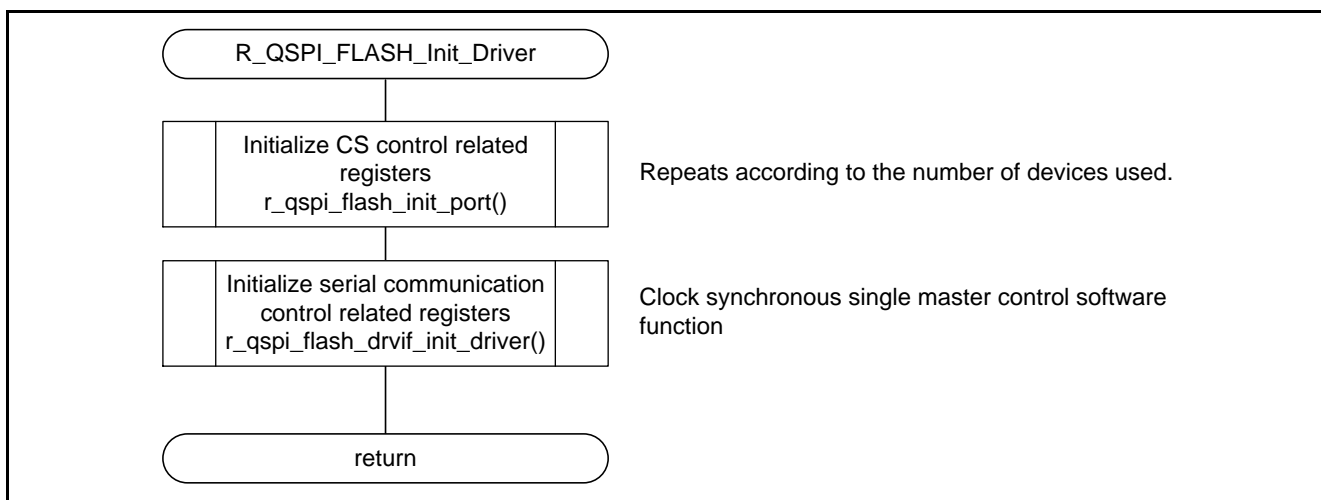 R_QSPI_FLASH_Init_Driver
Initialize CS control related
registers
r_qspi_flash_init_port()
Repeats according to the number of devices used.
Initialize serial communication
control related registers
r_qspi_flash_drvif_init_driver()
Clock synchronous single master control software
function
return